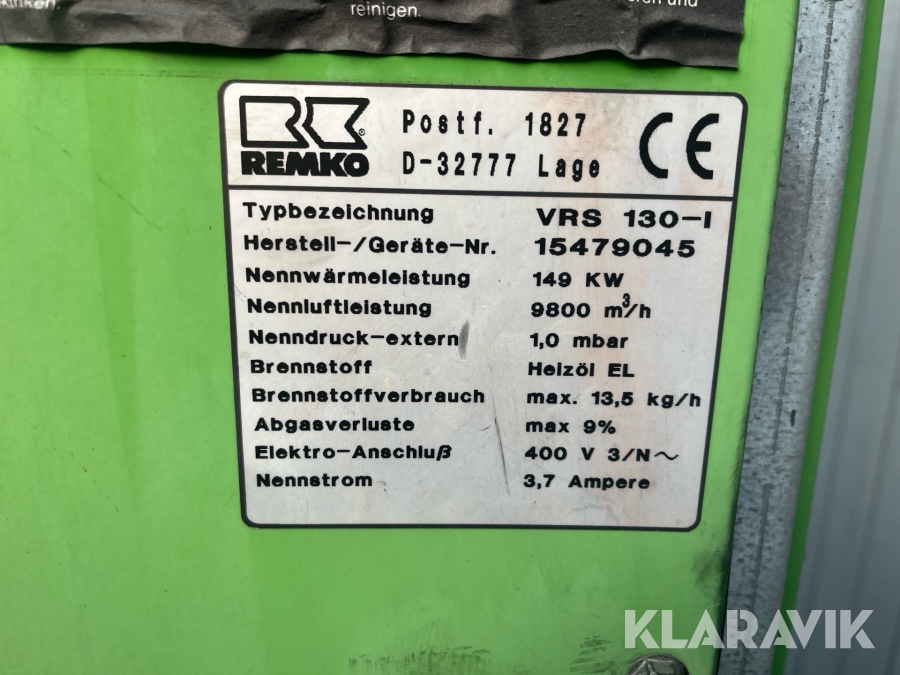 reinigen.
und
REMKO
Postf. 1827
D-32777 Lage
CE
Typbezeichnung VRS 130-I
Herstell-/Geräte-Nr. 15479045
Nennwärmeleistung 149 KW
Nennluftleistung 9800 m³/h
Nenndruck-extern 1,0 mbar
Brennstoff Heizöl EL
Brennstoffverbrauch max. 13,5 kg/h
Abgasverluste max 9%
Elektro-Anschluß 400 V 3/N~
Nennstrom 3,7 Ampere
KLARAVIK